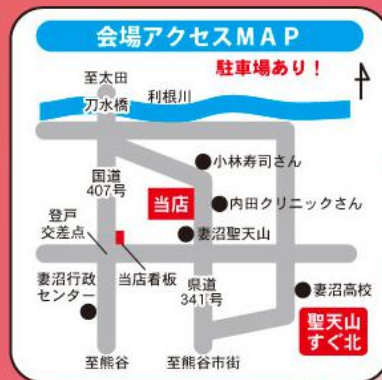 会場アクセスMAP
駐車場あり！
至太田
刀水橋
利根川
小林寿司さん
国道
407号
当店
内田クリニックさん
登戸
交差点
妻沼聖天山
妻沼行政
センター
当店看板
県道
341号
妻沼高校
聖天山
すぐ北
至熊谷
至熊谷市街